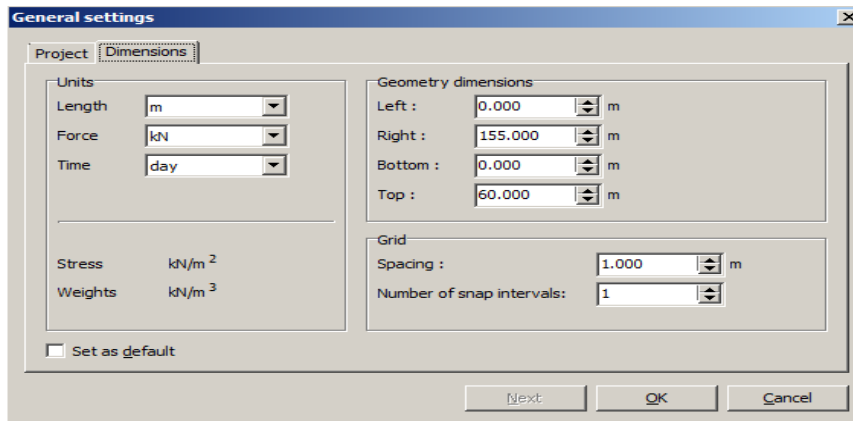 General settings
Project Dimensions
Units
Length m
Force kN
Time day
Stress kN/m 2
Weights kN/m 3
Geometry dimensions
Left : 0.000 m
Right : 155.000 m
Bottom : 0.000 m
Top : 60.000 m
Grid
Spacing : 1.000 m
Number of snap intervals: 1
Set as default
Next OK Cancel